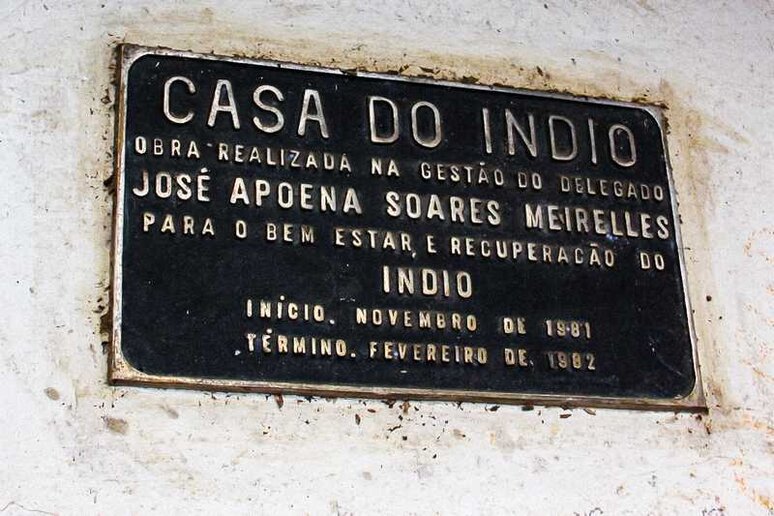 CASA DO INDIO
OBRA REALIZADA NA GESTÃO DO DELEGADO
JOSÉ APOENA SOARES MEIRELLES
PARA O BEM ESTAR, E RECUPERAÇÃO DO
INDIO
INÍCIO. NOVEMBRO DE 1981
TÉRMINO. FEVEREIRO DE. 1982